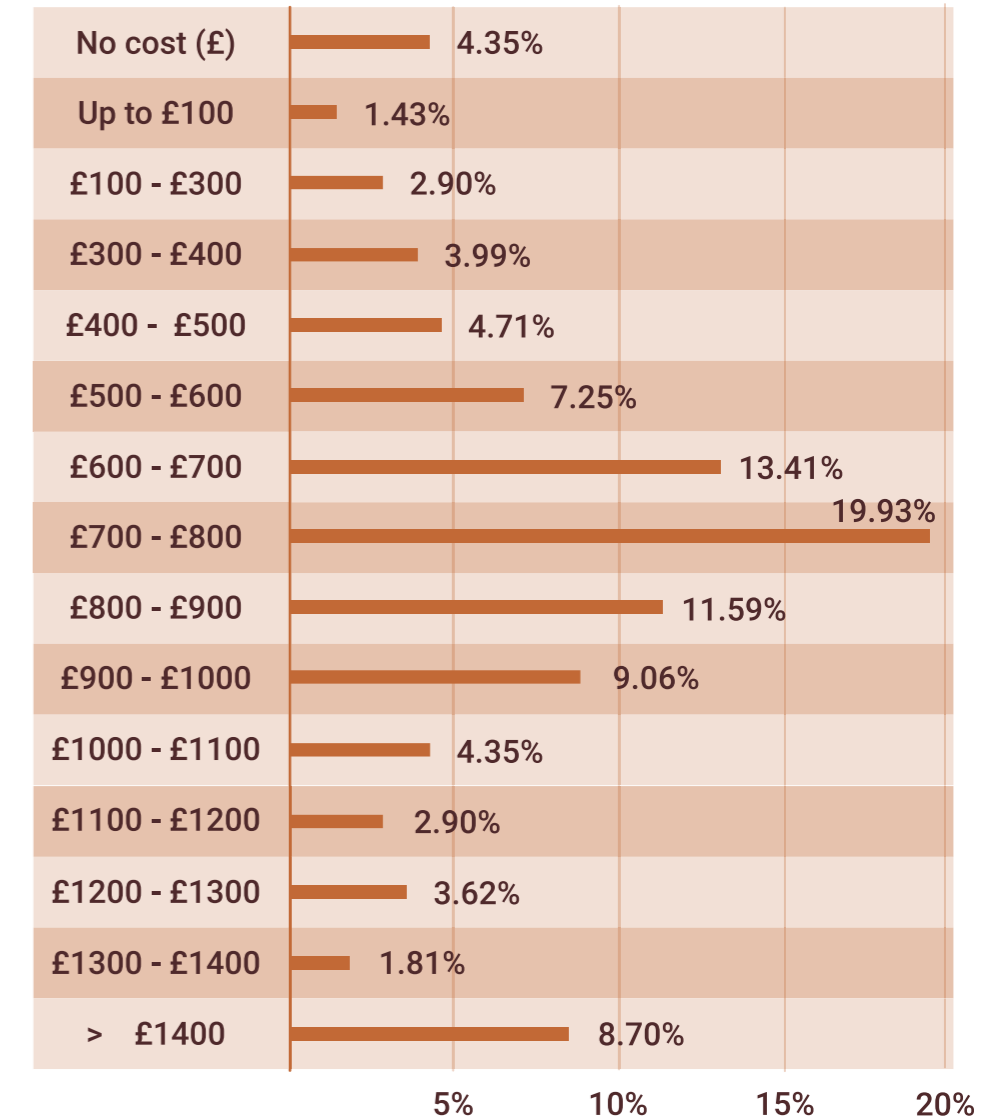 No cost (£) 4.35%
Up to £100 1.43%
£100 - £300 2.90%
£300 - £400 3.99%
£400 -  £500 4.71%
£500 - £600 7.25%
£600 - £700 13.41%
£700 - £800 19.93%
£800 - £900 11.59%
£900 - £1000 9.06%
£1000 - £1100 4.35%
£1100 - £1200 2.90%
£1200 - £1300 3.62%
£1300 - £1400 1.81%
> £1400 8.70%
5% 10% 15% 20%